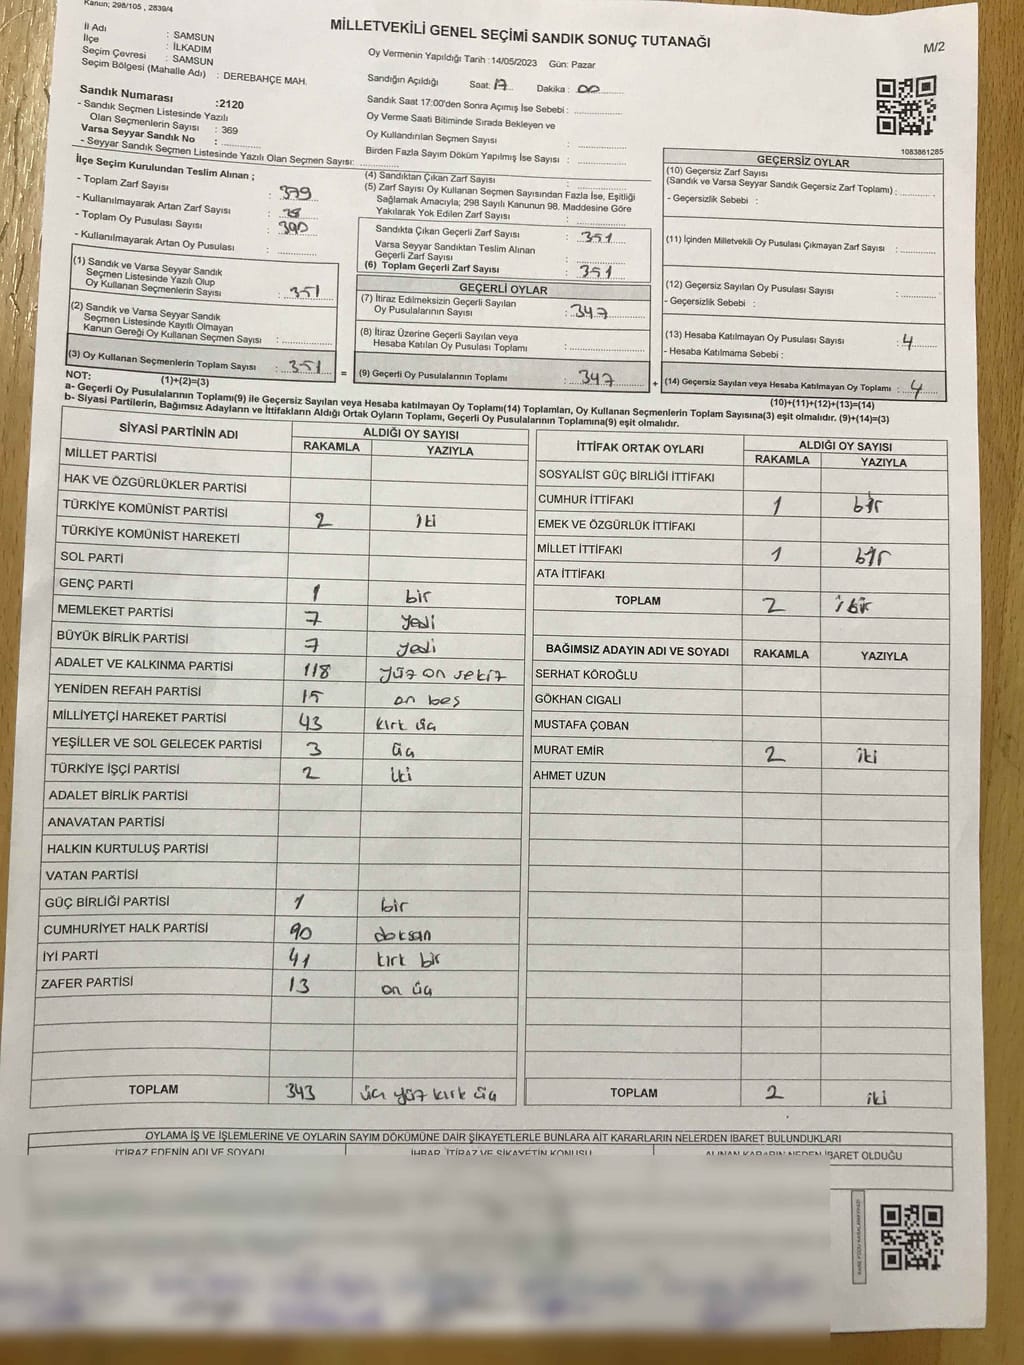 Kanun; 298/105 , 2839/4
MİLLETVEKİLİ GENEL SEÇİMİ SANDIK SONUÇ TUTANAĞI
M/2
İl Adı : SAMSUN
İlçe : İLKADIM
Seçim Çevresi : SAMSUN
Seçim Bölgesi (Mahalle Adı) : DEREBAHÇE MAH.
Oy Vermenin Yapıldığı Tarih :14/05/2023 Gün: Pazar
Sandığın Açıldığı Saat: 17 Dakika : 00
Sandık Saat 17:00'den Sonra Açımış İse Sebebi :
Oy Verme Saati Bitiminde Sırada Bekleyen ve
Oy Kullandırılan Seçmen Sayısı :
Birden Fazla Sayım Döküm Yapılmış İse Sayısı :
1083861285
Sandık Numarası :2120
- Sandık Seçmen Listesinde Yazılı
Olan Seçmenlerin Sayısı : 369
Varsa Seyyar Sandık No :
- Seyyar Sandık Seçmen Listesinde Yazılı Olan Seçmen Sayısı:
İlçe Seçim Kurulundan Teslim Alınan ;
- Toplam Zarf Sayısı : 379
- Kullanılmayarak Artan Zarf Sayısı :
- Toplam Oy Pusulası Sayısı : 390
- Kullanılmayarak Artan Oy Pusulası :
(1) Sandık ve Varsa Seyyar Sandık
Seçmen Listesinde Yazılı Olup
Oy Kullanan Seçmenlerin Sayısı : 351
(2) Sandık ve Varsa Seyyar Sandık
Seçmen Listesinde Kayıtlı Olmayan
Kanun Gereği Oy Kullanan Seçmen Sayısı :
(3) Oy Kullanan Seçmenlerin Toplam Sayısı : 351 =
(4) Sandıktan Çıkan Zarf Sayısı :
(5) Zarf Sayısı Oy Kullanan Seçmen Sayısından Fazla İse, Eşitliği
Sağlamak Amacıyla; 298 Sayılı Kanunun 98. Maddesine Göre
Yakılarak Yok Edilen Zarf Sayısı :
Sandıkta Çıkan Geçerli Zarf Sayısı : 351
Varsa Seyyar Sandıktan Teslim Alınan
Geçerli Zarf Sayısı :
(6) Toplam Geçerli Zarf Sayısı : 351
GEÇERLİ OYLAR
(7) İtiraz Edilmeksizin Geçerli Sayılan
Oy Pusulalarının Sayısı : 347
(8) İtiraz Üzerine Geçerli Sayılan veya
Hesaba Katılan Oy Pusulası Toplamı :
(9) Geçerli Oy Pusulalarının Toplamı : 347 +
GEÇERSİZ OYLAR
(10) Geçersiz Zarf Sayısı
(Sandık ve Varsa Seyyar Sandık Geçersiz Zarf Toplamı) :
- Geçersizlik Sebebi :
(11) İçinden Milletvekili Oy Pusulası Çıkmayan Zarf Sayısı :
(12) Geçersiz Sayılan Oy Pusulası Sayısı :
- Geçersizlik Sebebi :
(13) Hesaba Katılmayan Oy Pusulası Sayısı : 4
- Hesaba Katılmama Sebebi :
(14) Geçersiz Sayılan veya Hesaba Katılmayan Oy Toplamı : 4
NOT: (1)+(2)=(3) (10)+(11)+(12)+(13)=(14)
a- Geçerli Oy Pusulalarının Toplamı(9) ile Geçersiz Sayılan veya Hesaba katılmayan Oy Toplamı(14) Toplamları, Oy Kullanan Seçmenlerin Toplam Sayısına(3) eşit olmalıdır. (9)+(14)=(3)
b- Siyasi Partilerin, Bağımsız Adayların ve İttifakların Aldığı Ortak Oyların Toplamı, Geçerli Oy Pusulalarının Toplamına(9) eşit olmalıdır.
SİYASİ PARTİNİN ADI ALDIĞI OY SAYISI
RAKAMLA YAZIYLA
MİLLET PARTİSİ
HAK VE ÖZGÜRLÜKLER PARTİSİ
TÜRKİYE KOMÜNİST PARTİSİ 2 iki
TÜRKİYE KOMÜNİST HAREKETİ
SOL PARTİ
GENÇ PARTİ 1 bir
MEMLEKET PARTİSİ 7 yedi
BÜYÜK BİRLİK PARTİSİ 7 yedi
ADALET VE KALKINMA PARTİSİ 118 yüz on sekiz
YENİDEN REFAH PARTİSİ 15 on beş
MİLLİYETÇİ HAREKET PARTİSİ 43 kırk üç
YEŞİLLER VE SOL GELECEK PARTİSİ 3 üç
TÜRKİYE İŞÇİ PARTİSİ 2 iki
ADALET BİRLİK PARTİSİ
ANAVATAN PARTİSİ
HALKIN KURTULUŞ PARTİSİ
VATAN PARTİSİ
GÜÇ BİRLİĞİ PARTİSİ 1 bir
CUMHURİYET HALK PARTİSİ 90 doksan
İYİ PARTİ 41 kırk bir
ZAFER PARTİSİ 13 on üç
TOPLAM 343 üç yüz kırk üç
İTTİFAK ORTAK OYLARI ALDIĞI OY SAYISI
RAKAMLA YAZIYLA
SOSYALİST GÜÇ BİRLİĞİ İTTİFAKI
CUMHUR İTTİFAKI 1 bir
EMEK VE ÖZGÜRLÜK İTTİFAKI
MİLLET İTTİFAKI 1 bir
ATA İTTİFAKI
TOPLAM 2
BAĞIMSIZ ADAYIN ADI VE SOYADI RAKAMLA YAZIYLA
SERHAT KÖROĞLU
GÖKHAN CIGALI
MUSTAFA ÇOBAN
MURAT EMİR 2 iki
AHMET UZUN
TOPLAM 2 iki
OYLAMA İŞ VE İŞLEMLERİNE VE OYLARIN SAYIM DÖKÜMÜNE DAİR ŞİKAYETLERLE BUNLARA AİT KARARLARIN NELERDEN İBARET BULUNDUKLARI
İTİRAZ EDENİN ADI VE SOYADI İHBAR, İTİRAZ VE ŞİKAYETİN KONUSU ALINAN KARARIN NEDEN İBARET OLDUĞU